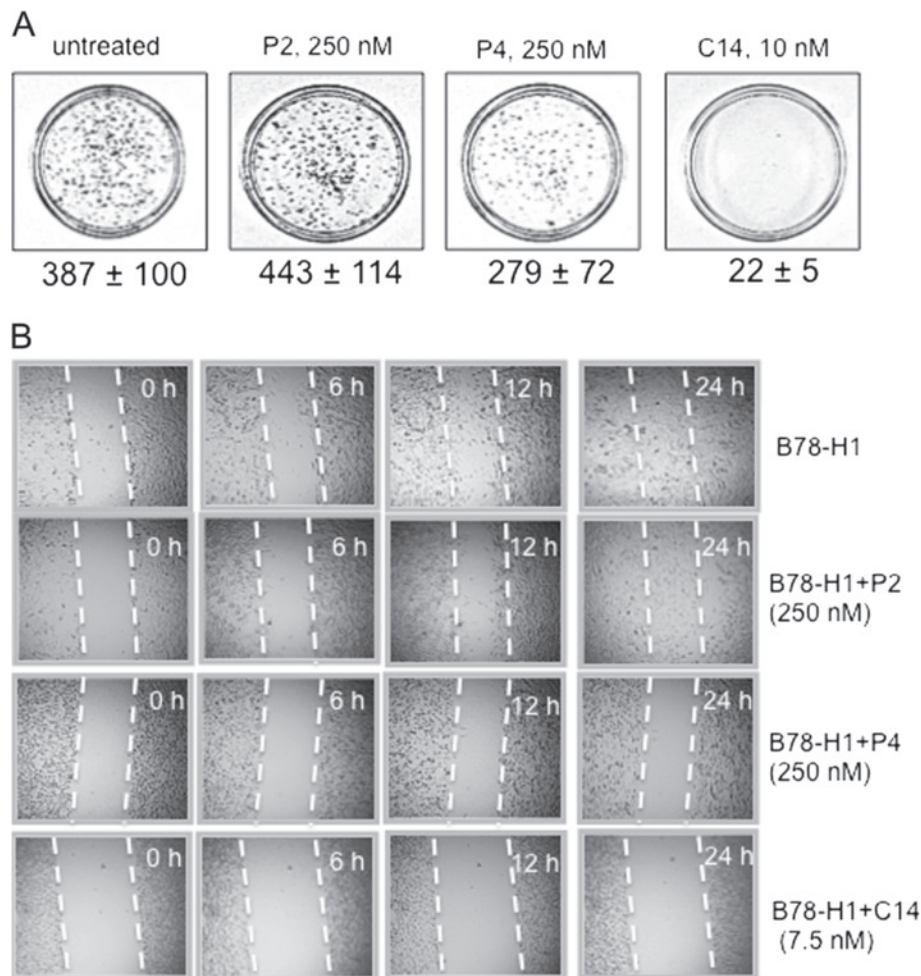 A
untreated
P2, 250 nM
P4, 250 nM
C14, 10 nM
387 ± 100
443 ± 114
279 ± 72
22 ± 5
B
0 h
6 h
12 h
24 h
B78-H1
0 h
6 h
12 h
24 h
B78-H1+P2
(250 nM)
0 h
6 h
12 h
24 h
B78-H1+P4
(250 nM)
0 h
6 h
12 h
24 h
B78-H1+C14
(7.5 nM)